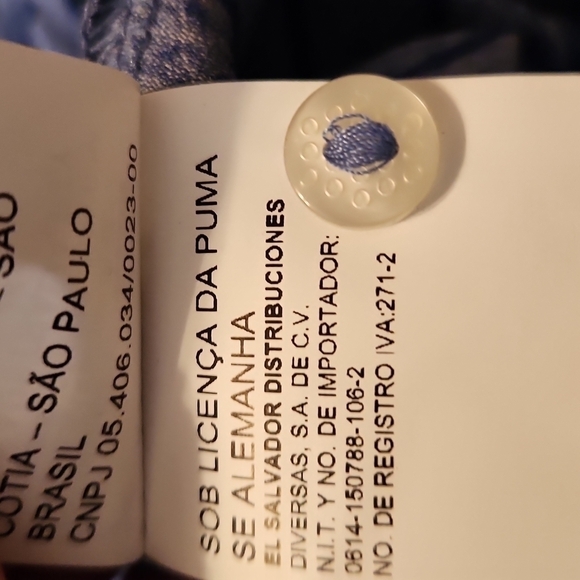 SÃO
COTIA – SÃO PAULO
BRASIL
CNPJ 05.406.034/0023-00
SOB LICENÇA DA PUMA
SE ALEMANHA
EL SALVADOR DISTRIBUCIONES
DIVERSAS, S.A. DE C.V.
N.I.T. Y NO. DE IMPORTADOR:
0614-150788-106-2
NO. DE REGISTRO IVA:271-2